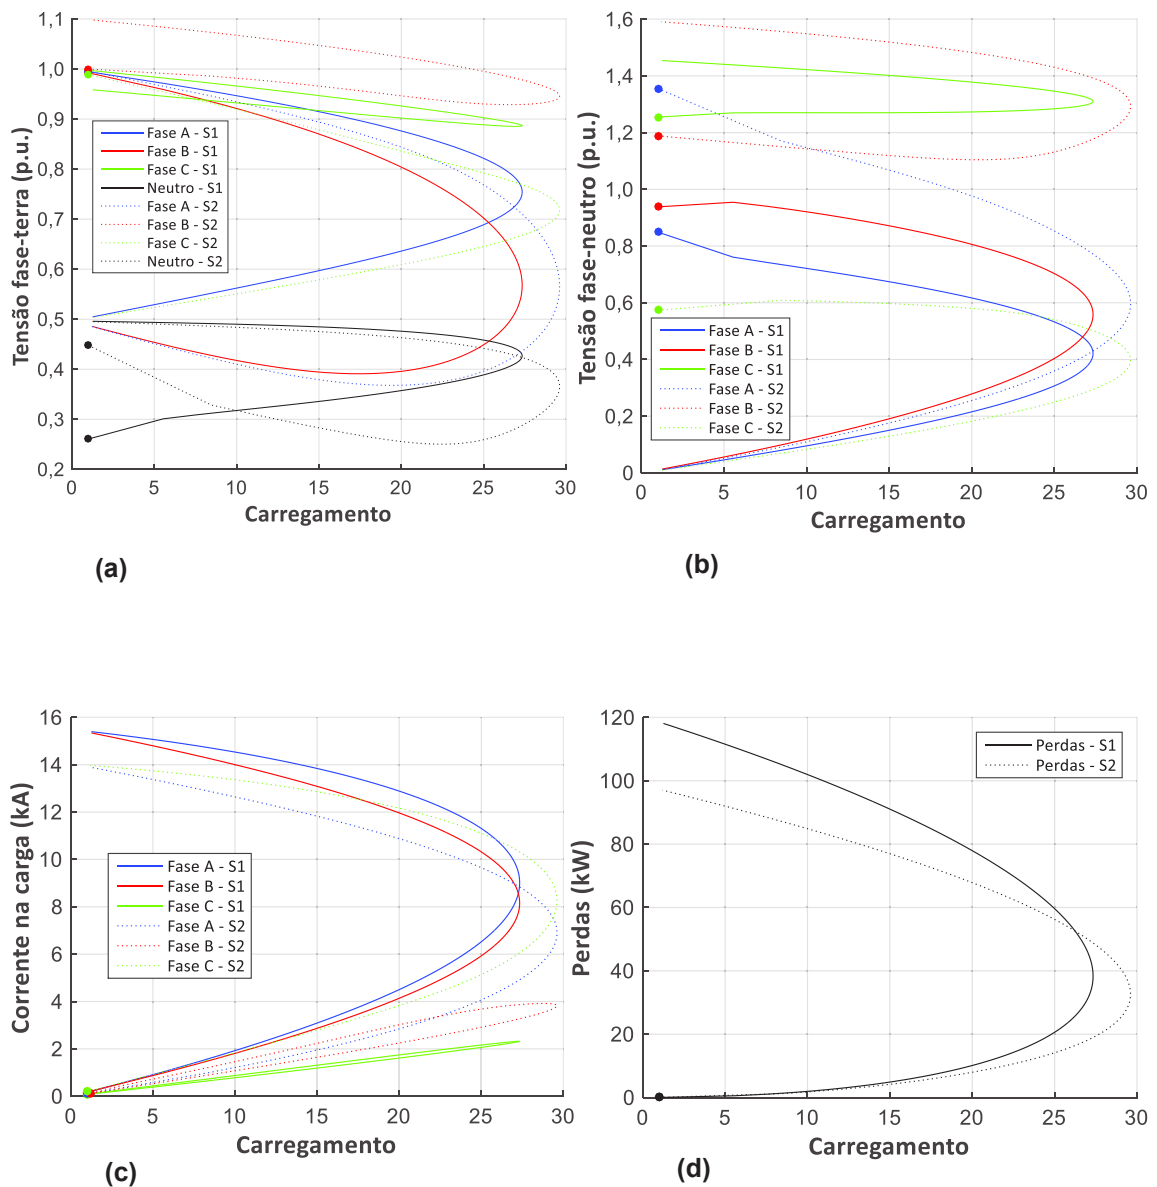 1,1
1,0
0,9
0,8
0,7
0,6
0,5
0,4
0,3
0,2
0
5
10
15
20
25
30
Tensão fase-terra (p.u.)
Carregamento
Fase A - S1
Fase B - S1
Fase C - S1
Neutro - S1
Fase A - S2
Fase B - S2
Fase C - S2
Neutro - S2
(a)
1,6
1,4
1,2
1,0
0,8
0,6
0,4
0,2
0
0
5
10
15
20
25
30
Tensão fase-neutro (p.u.)
Carregamento
Fase A - S1
Fase B - S1
Fase C - S1
Fase A - S2
Fase B - S2
Fase C - S2
(b)
16
14
12
10
8
6
4
2
0
0
5
10
15
20
25
30
Corrente na carga (kA)
Carregamento
Fase A - S1
Fase B - S1
Fase C - S1
Fase A - S2
Fase B - S2
Fase C - S2
(c)
120
100
80
60
40
20
0
0
5
10
15
20
25
30
Perdas (kW)
Carregamento
Perdas - S1
Perdas - S2
(d)